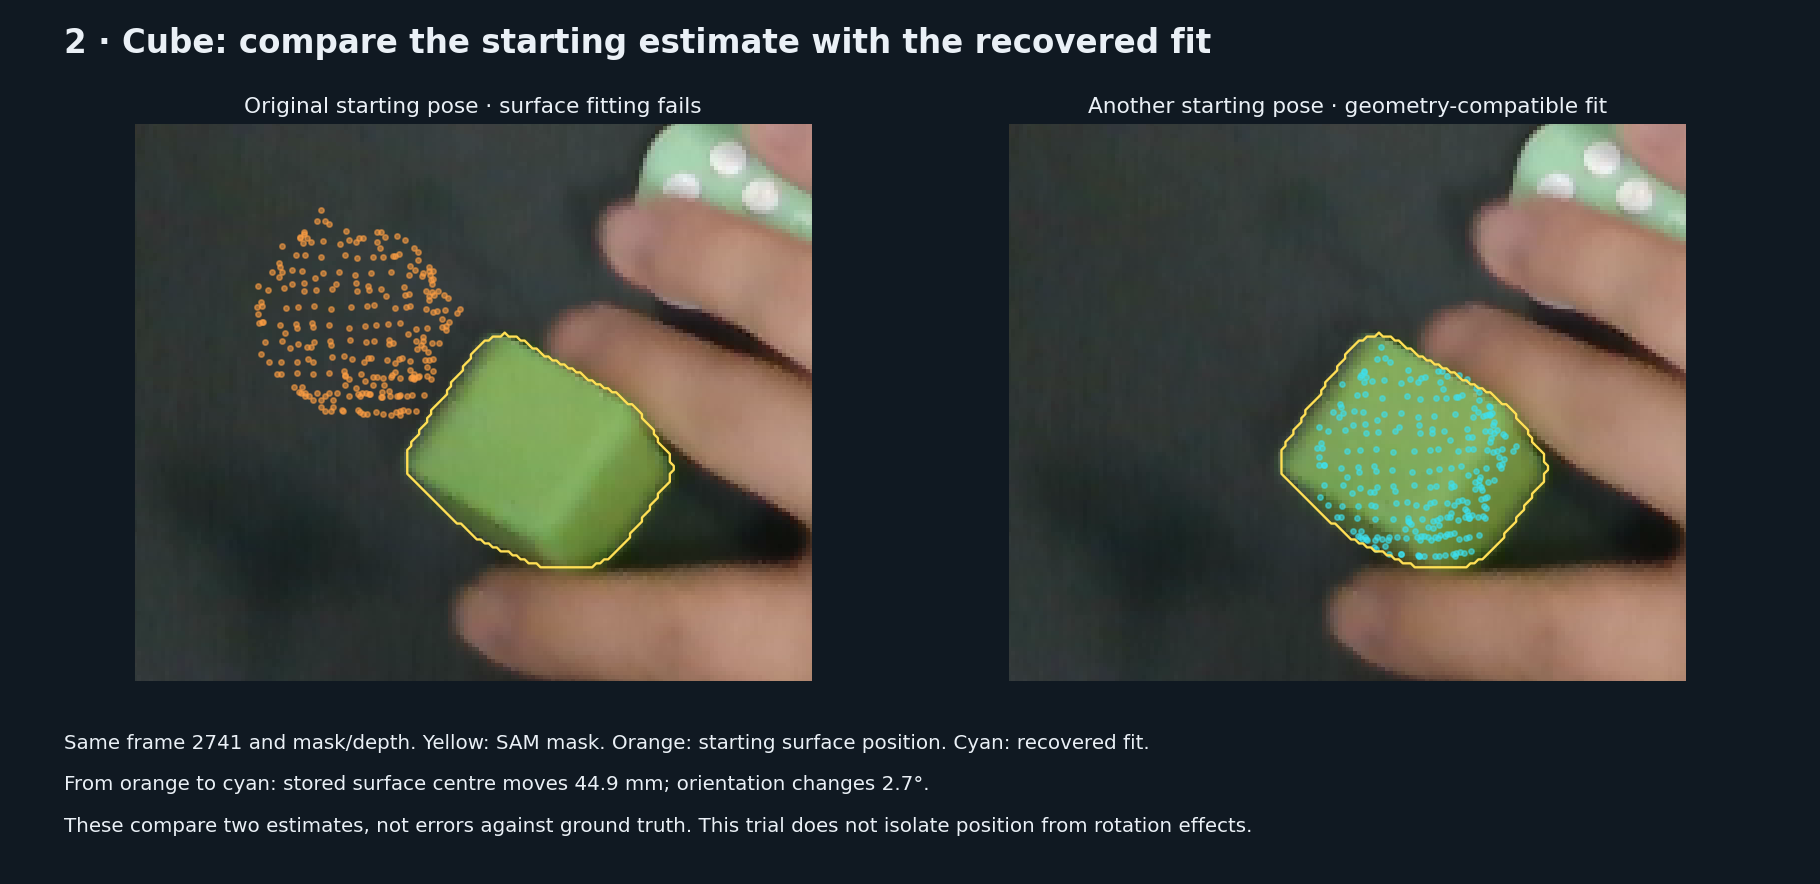 2 · Cube: compare the starting estimate with the recovered fit
Original starting pose · surface fitting fails
Another starting pose · geometry-compatible fit
Same frame 2741 and mask/depth. Yellow: SAM mask. Orange: starting surface position. Cyan: recovered fit.
From orange to cyan: stored surface centre moves 44.9 mm; orientation changes 2.7°.
These compare two estimates, not errors against ground truth. This trial does not isolate position from rotation effects.